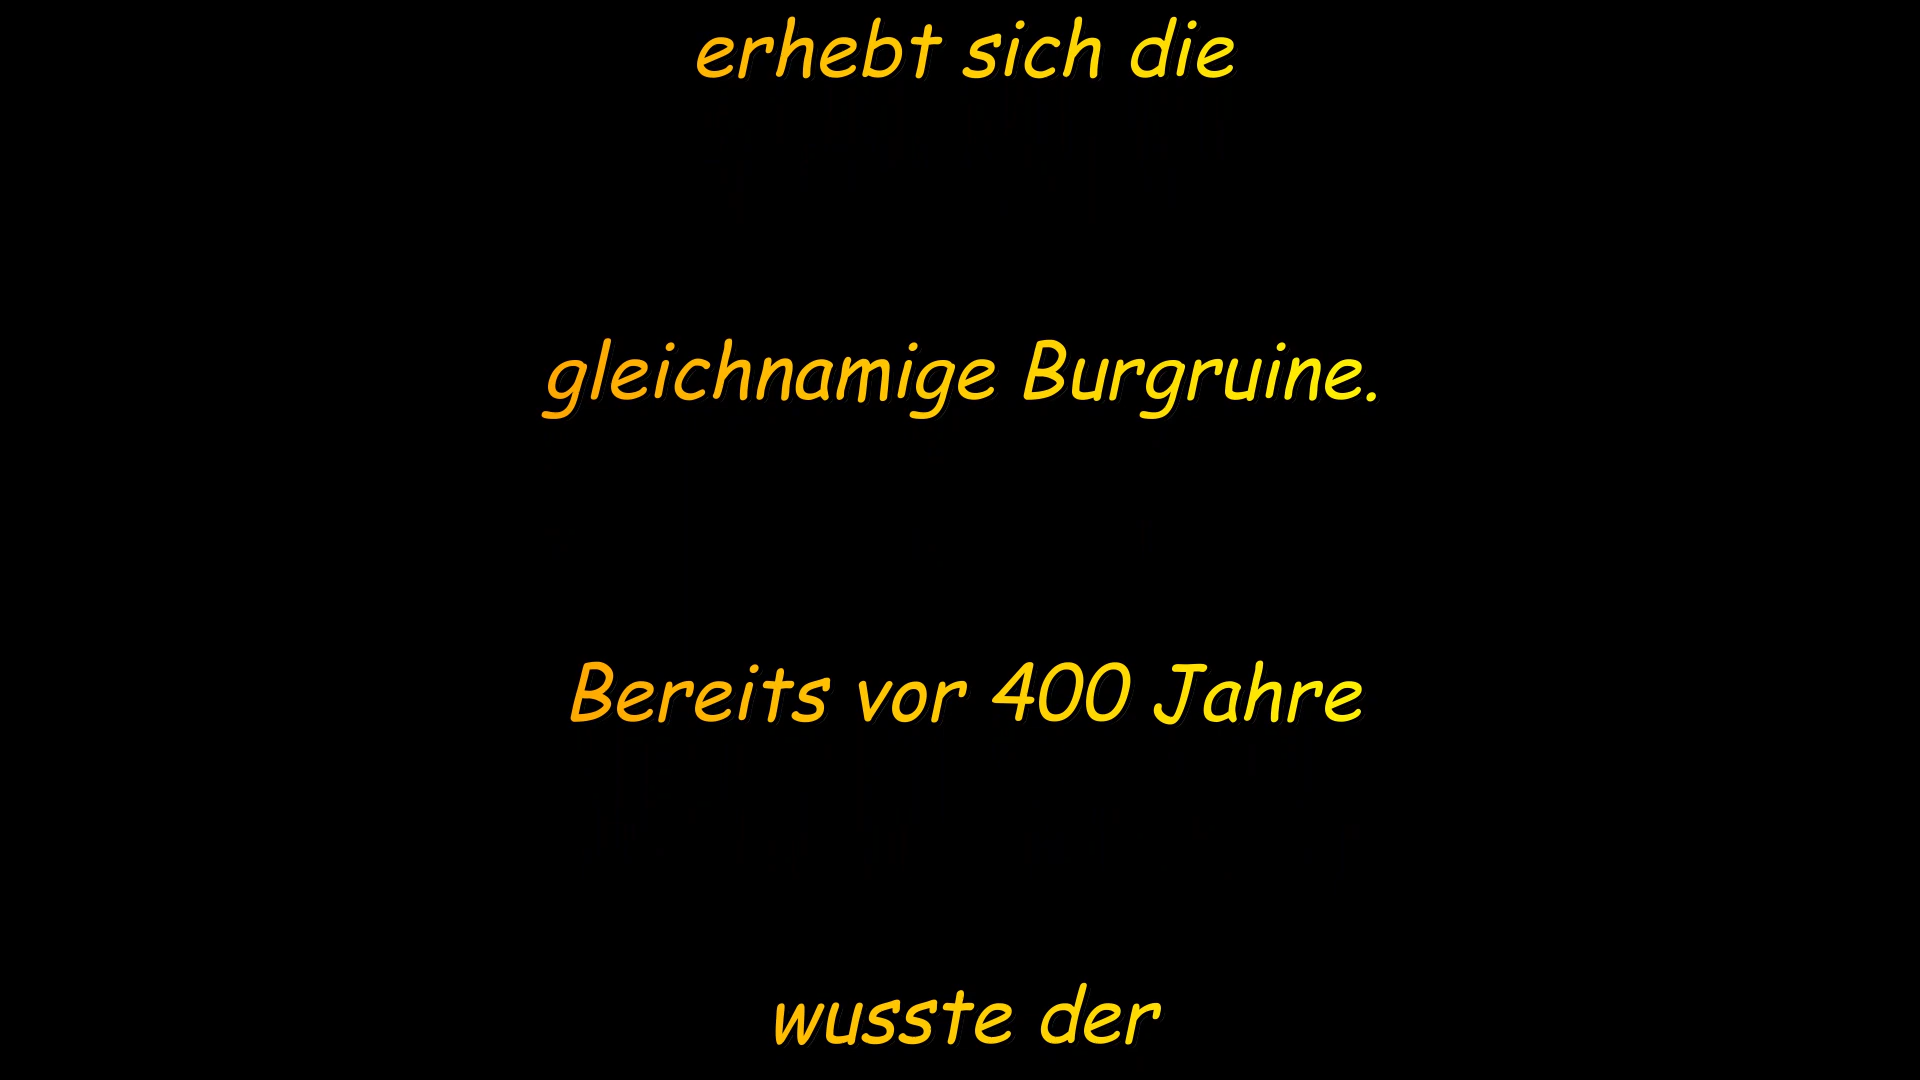 erhebt sich die
gleichnamige Burgruine.
Bereits vor 400 Jahre
wusste der